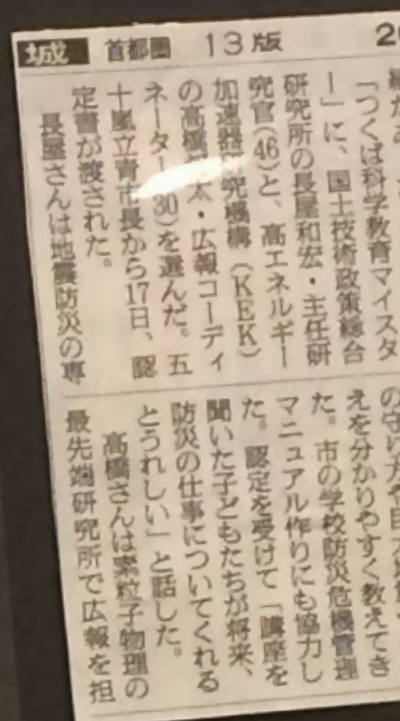 城 首都圏 13版 2
「つくば科学教育マイスタ
ー」に、国土技術政策総合
研究所の長屋和宏・主任研
究官(46)と、高エネルギー
加速器研究機構(KEK)
の高橋 太・広報コーディ
ネーター(30)を選んだ。五
十嵐立青市長から17日、認
定書が渡された。
長屋さんは地震防災の専
えを分かりやすく教えてき
た。市の学校防災危機管理
マニュアル作りにも協力し
た。認定を受けて「講座を
聞いた子どもたちが将来、
防災の仕事についてくれる
とうれしい」と話した。
高橋さんは素粒子物理の
最先端研究所で広報を担